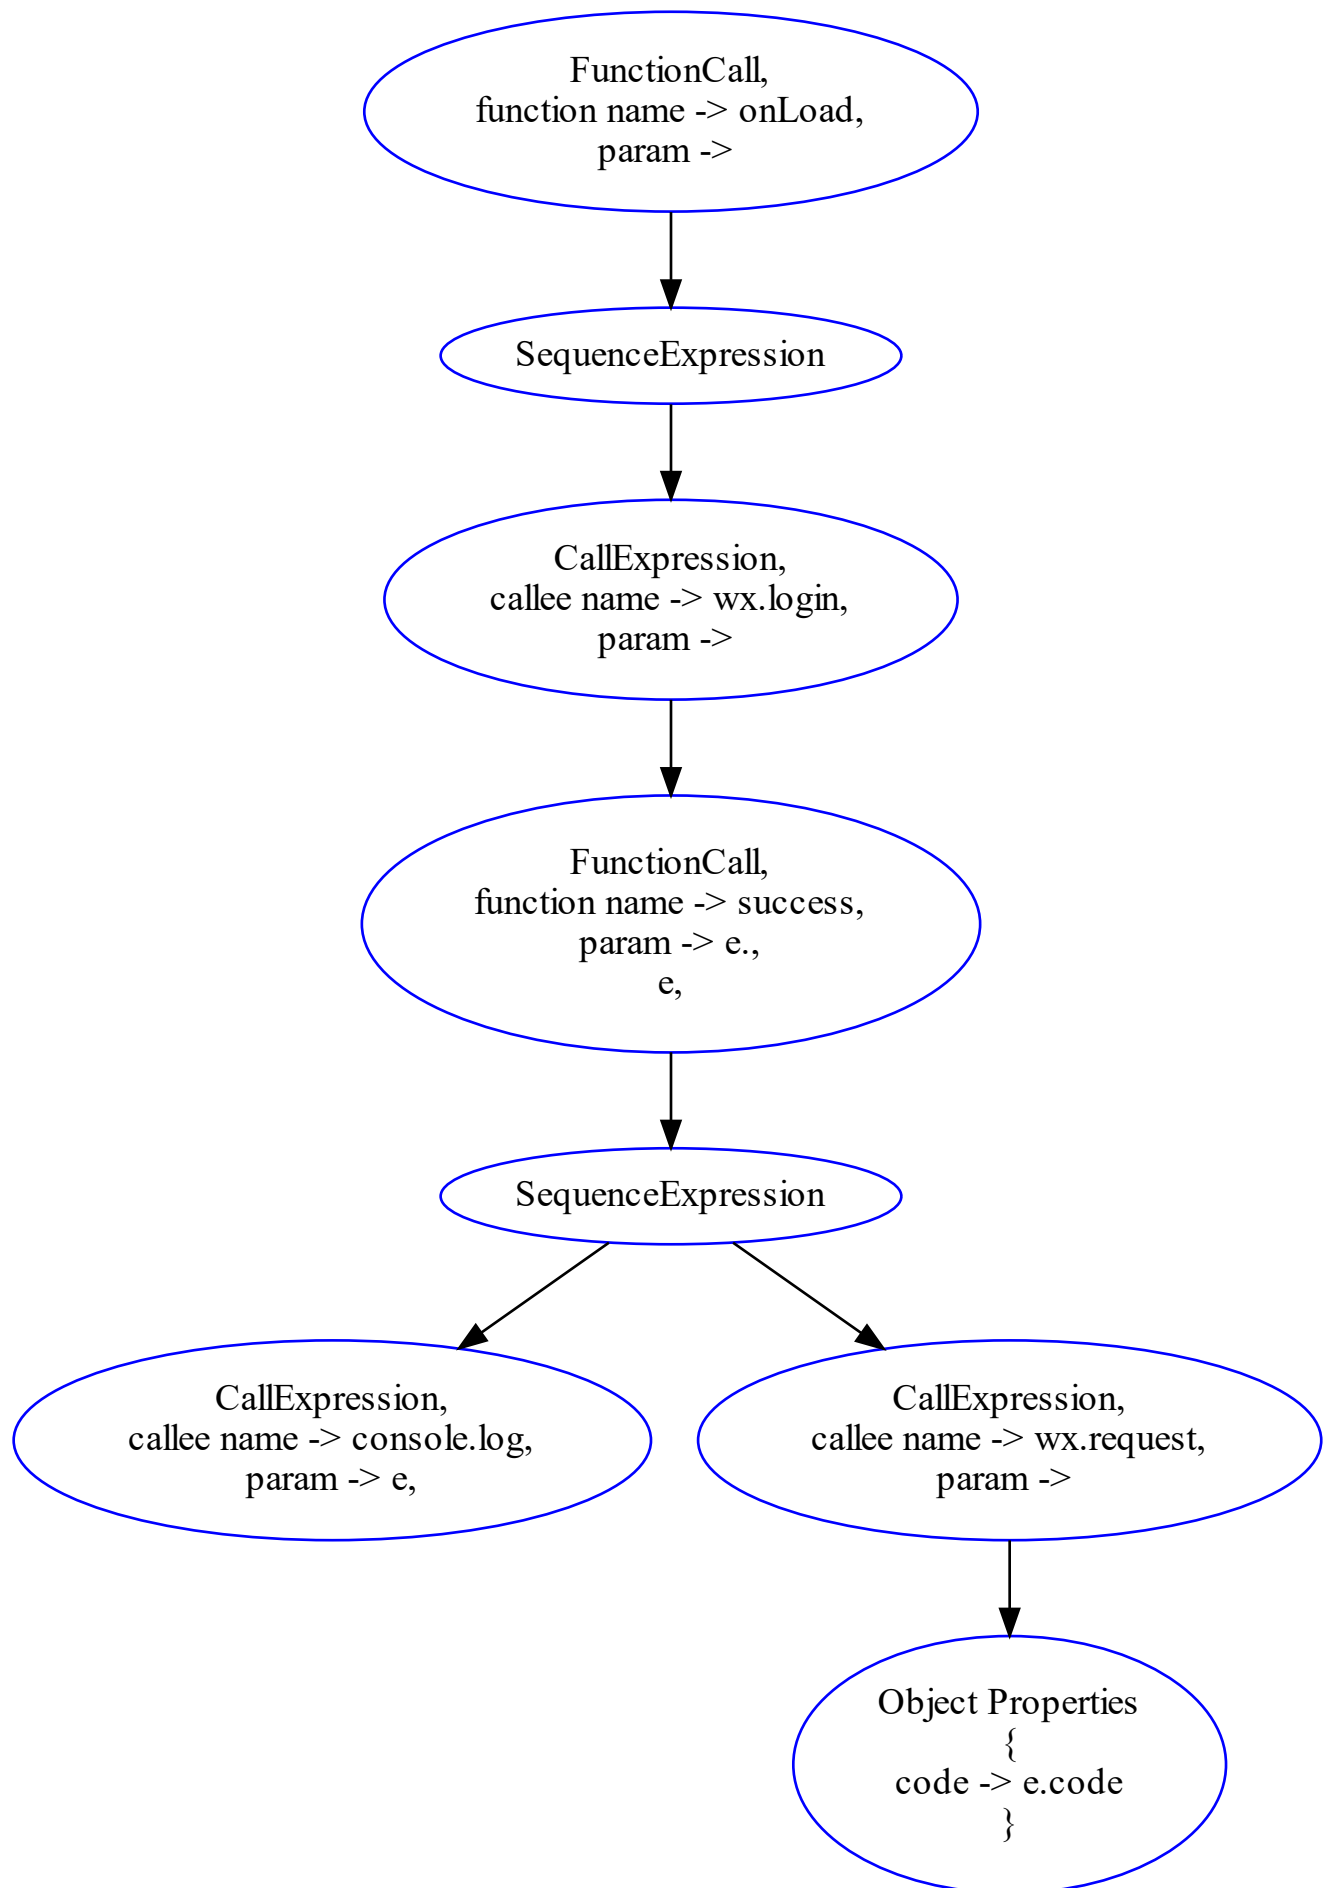 FunctionCall,
function name -> onLoad,
param ->
SequenceExpression
CallExpression,
callee name -> wx.login,
param ->
FunctionCall,
function name -> success,
param -> e.,
e,
SequenceExpression
CallExpression,
callee name -> console.log,
param -> e,
CallExpression,
callee name -> wx.request,
param ->
Object Properties
{
code -> e.code
}